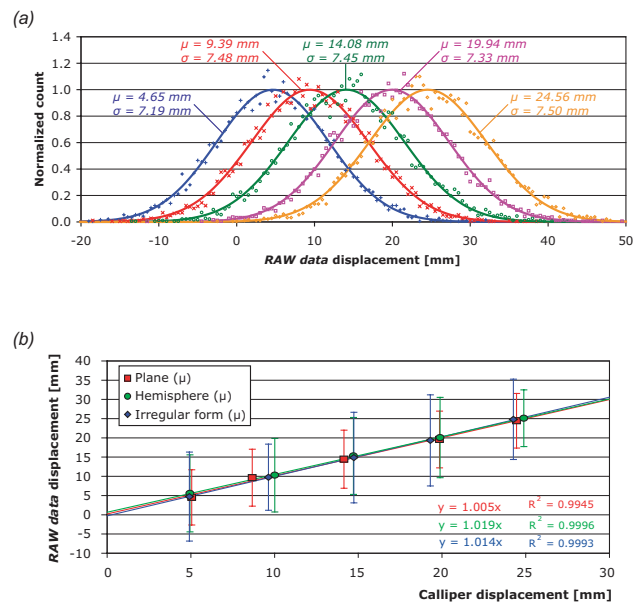 (a)
1.4
1.2
1.0
0.8
0.6
0.4
0.2
0.0
Normalized count
μ = 9.39 mm
σ = 7.48 mm
μ = 14.08 mm
σ = 7.45 mm
μ = 19.94 mm
σ = 7.33 mm
μ = 4.65 mm
σ = 7.19 mm
μ = 24.56 mm
σ = 7.50 mm
-20 -10 0 10 20 30 40 50
RAW data displacement [mm]
(b)
40
35
30
25
20
15
10
5
0
-5
-10
RAW data displacement [mm]
Plane (μ)
Hemisphere (μ)
Irregular form (μ)
y = 1.005x R² = 0.9945
y = 1.019x R² = 0.9996
y = 1.014x R² = 0.9993
0 5 10 15 20 25 30
Calliper displacement [mm]